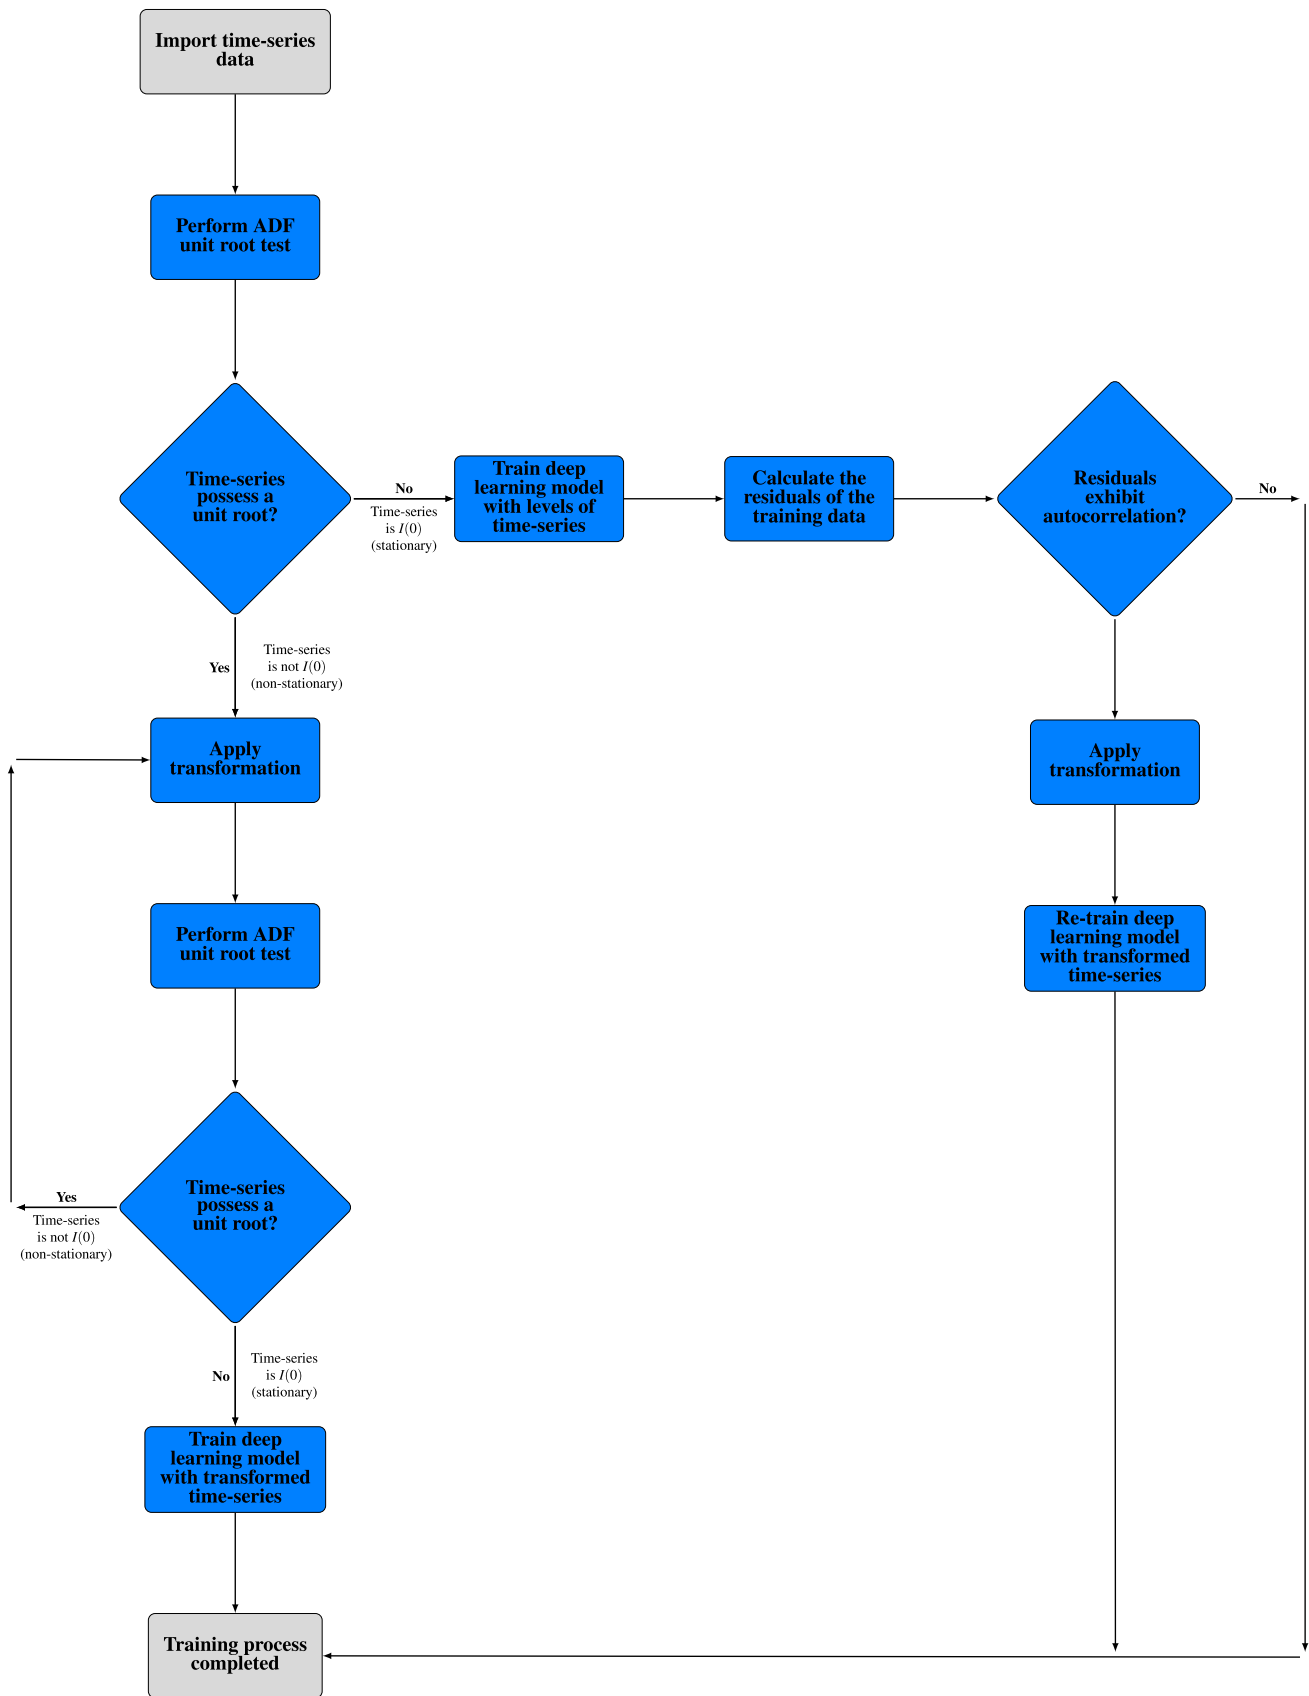 Import time-series
data
Perform ADF
unit root test
Time-series
possess a
unit root?
No
Time-series
is I(0)
(stationary)
Train deep
learning model
with levels of
time-series
Calculate the
residuals of the
training data
Residuals
exhibit
autocorrelation?
No
Yes
Time-series
is not I(0)
(non-stationary)
Apply
transformation
Apply
transformation
Perform ADF
unit root test
Re-train deep
learning model
with transformed
time-series
Time-series
possess a
unit root?
Yes
Time-series
is not I(0)
(non-stationary)
No
Time-series
is I(0)
(stationary)
Train deep
learning model
with transformed
time-series
Training process
completed